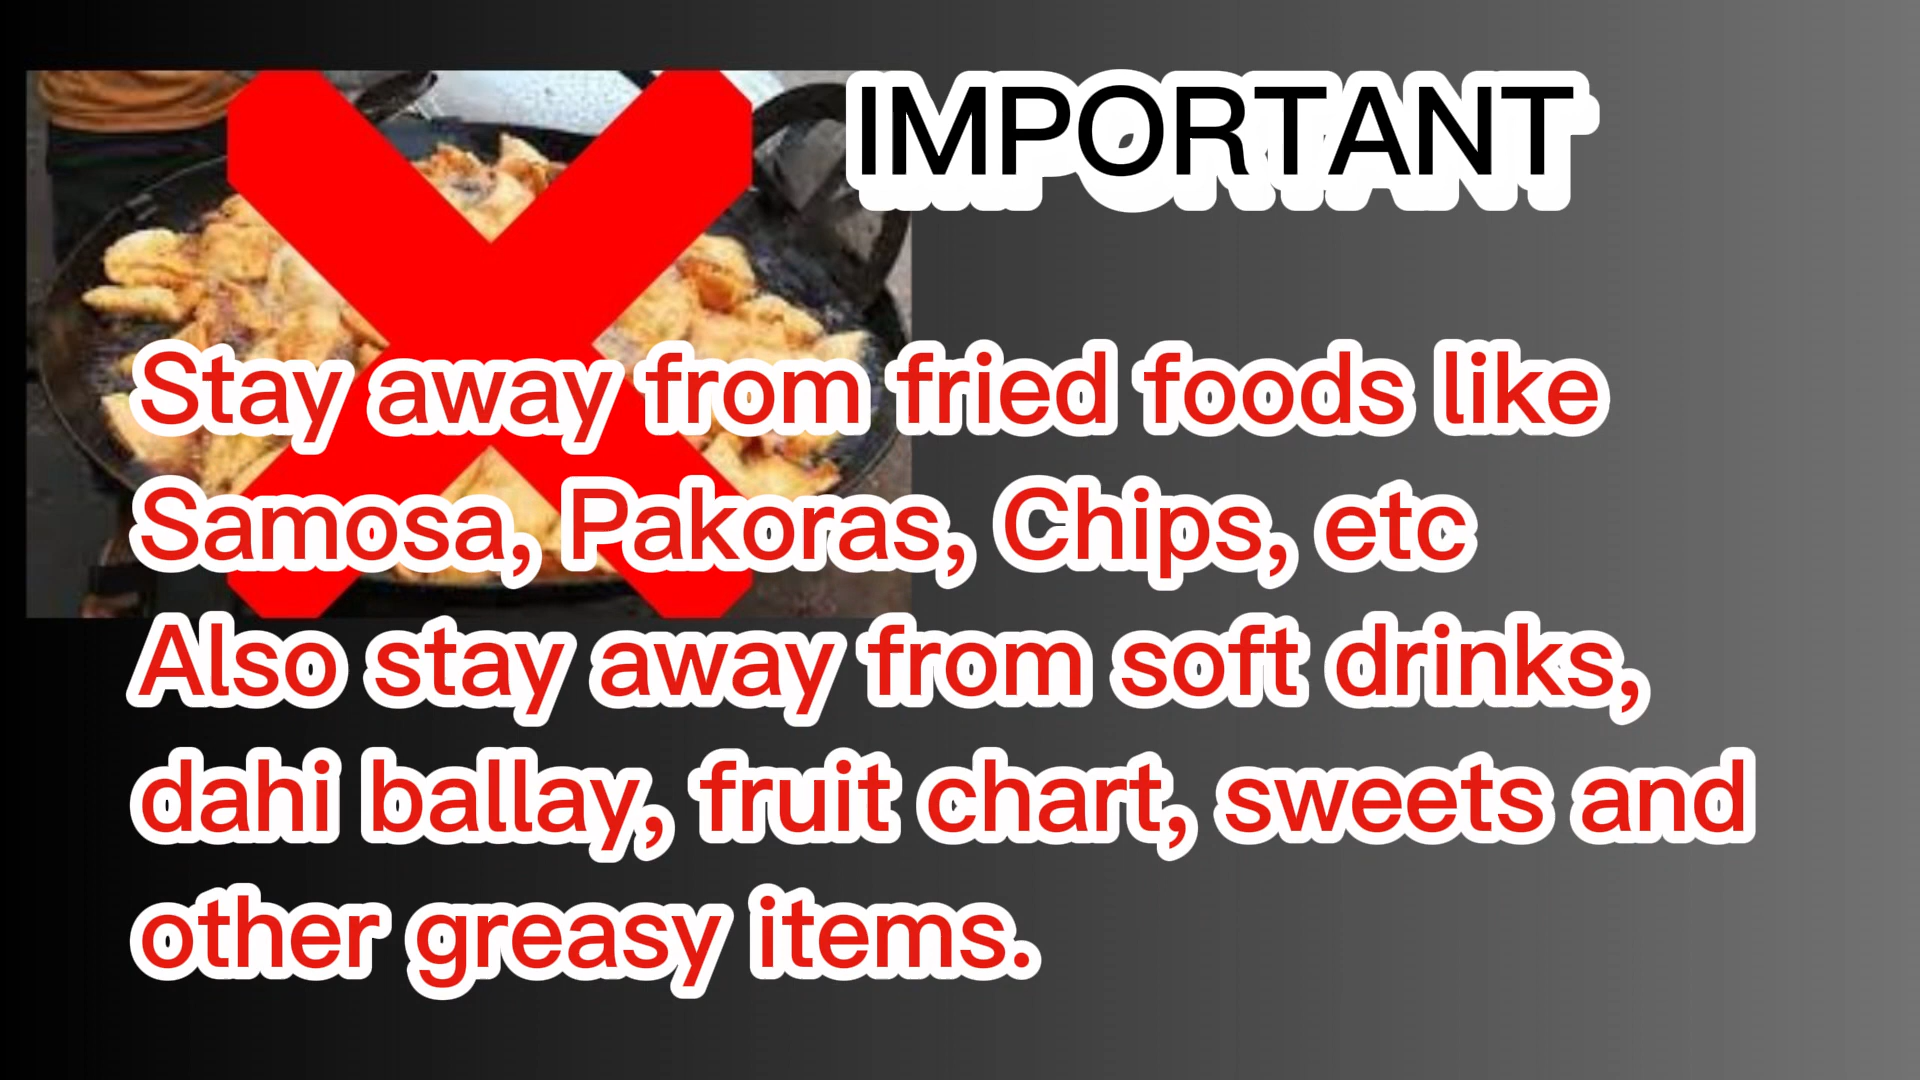 IMPORTANT
Stay away from fried foods like
Samosa, Pakoras, Chips, etc
Also stay away from soft drinks,
dahi ballay, fruit chart, sweets and
other greasy items.